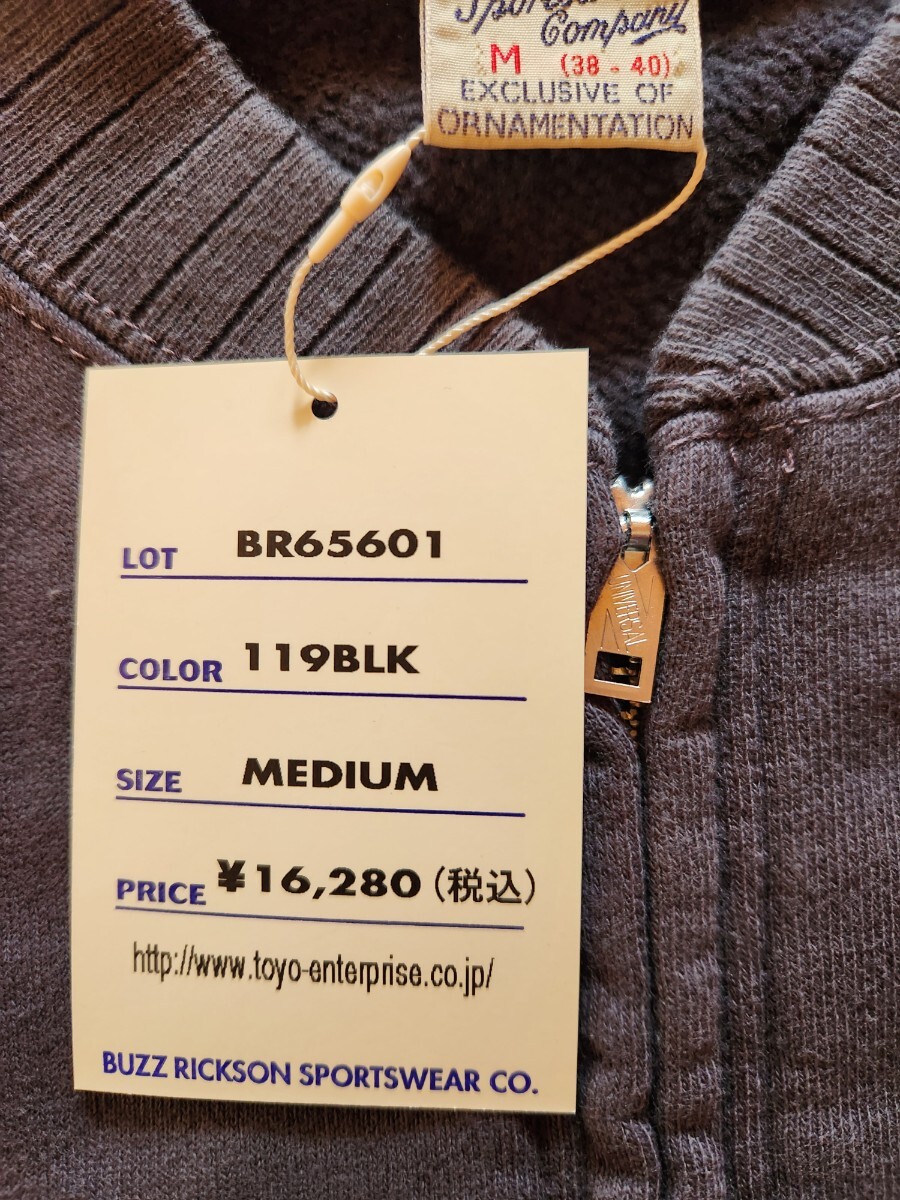 Company
M (38 - 40)
EXCLUSIVE OF
ORNAMENTATION
LOT BR65601
COLOR 119BLK
SIZE MEDIUM
PRICE ¥16,280(税込)
http://www.toyo-enterprise.co.jp/
BUZZ RICKSON SPORTSWEAR CO.
UNIVERSAL